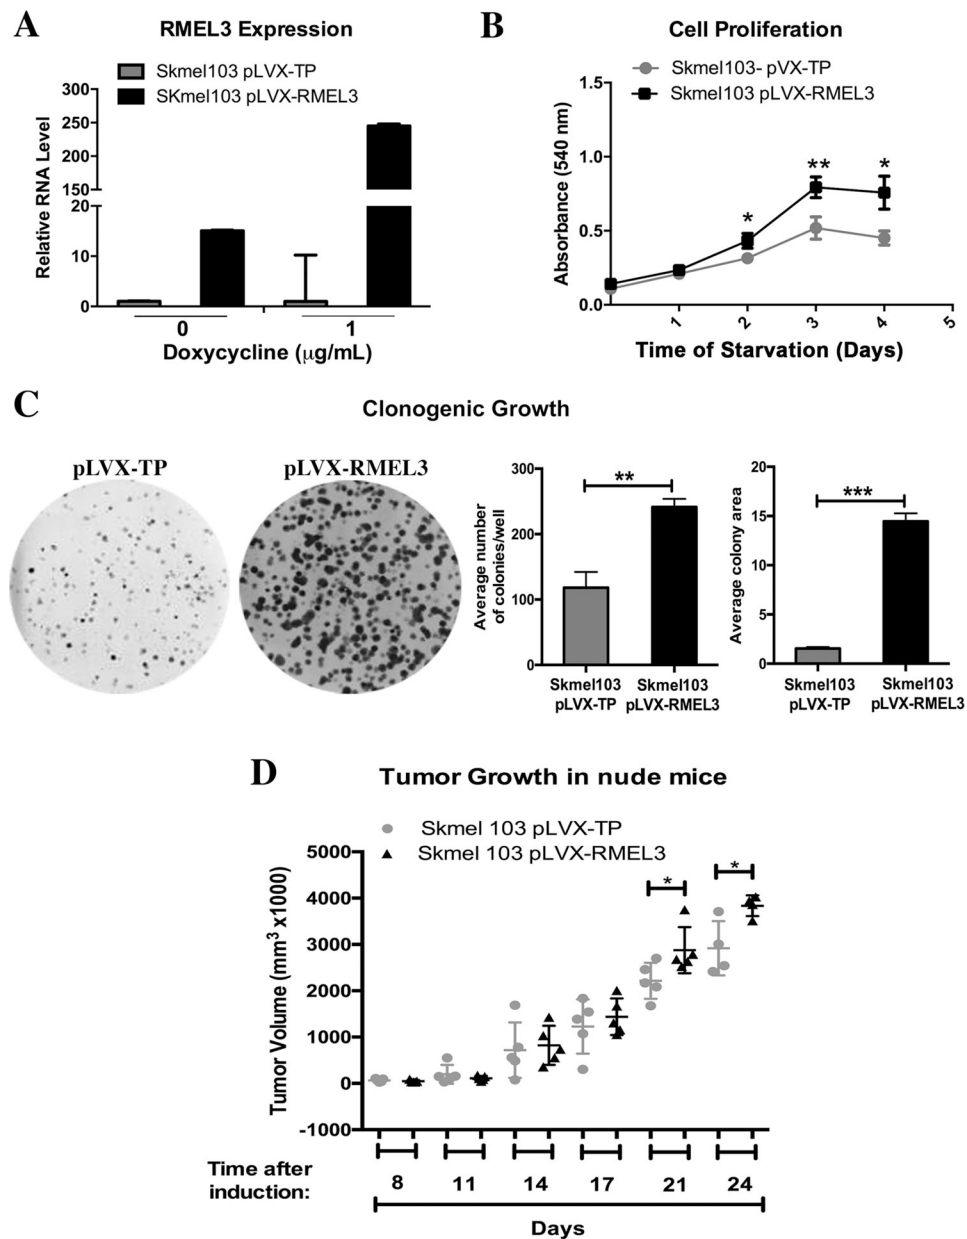 A
RMEL3 Expression
Skmel103 pLVX-TP
SKmel103 pLVX-RMEL3
Relative RNA Level
300
250
200
150
20
10
0
0
1
Doxycycline (µg/mL)
B
Cell Proliferation
Skmel103- pVX-TP
Skmel103 pLVX-RMEL3
Absorbance (540 nm)
1.5
1.0
0.5
0.0
*
**
*
1
2
3
4
5
Time of Starvation (Days)
C
Clonogenic Growth
pLVX-TP
pLVX-RMEL3
Average number
of colonies/well
300
200
100
0
**
Skmel103
pLVX-TP
Skmel103
pLVX-RMEL3
Average colony area
20
15
10
5
0
***
Skmel103
pLVX-TP
Skmel103
pLVX-RMEL3
D
Tumor Growth in nude mice
Skmel 103 pLVX-TP
Skmel 103 pLVX-RMEL3
Tumor Volume (mm³ x1000)
5000
4000
3000
2000
1000
0
-1000
*
*
Time after
induction:
8
11
14
17
21
24
Days